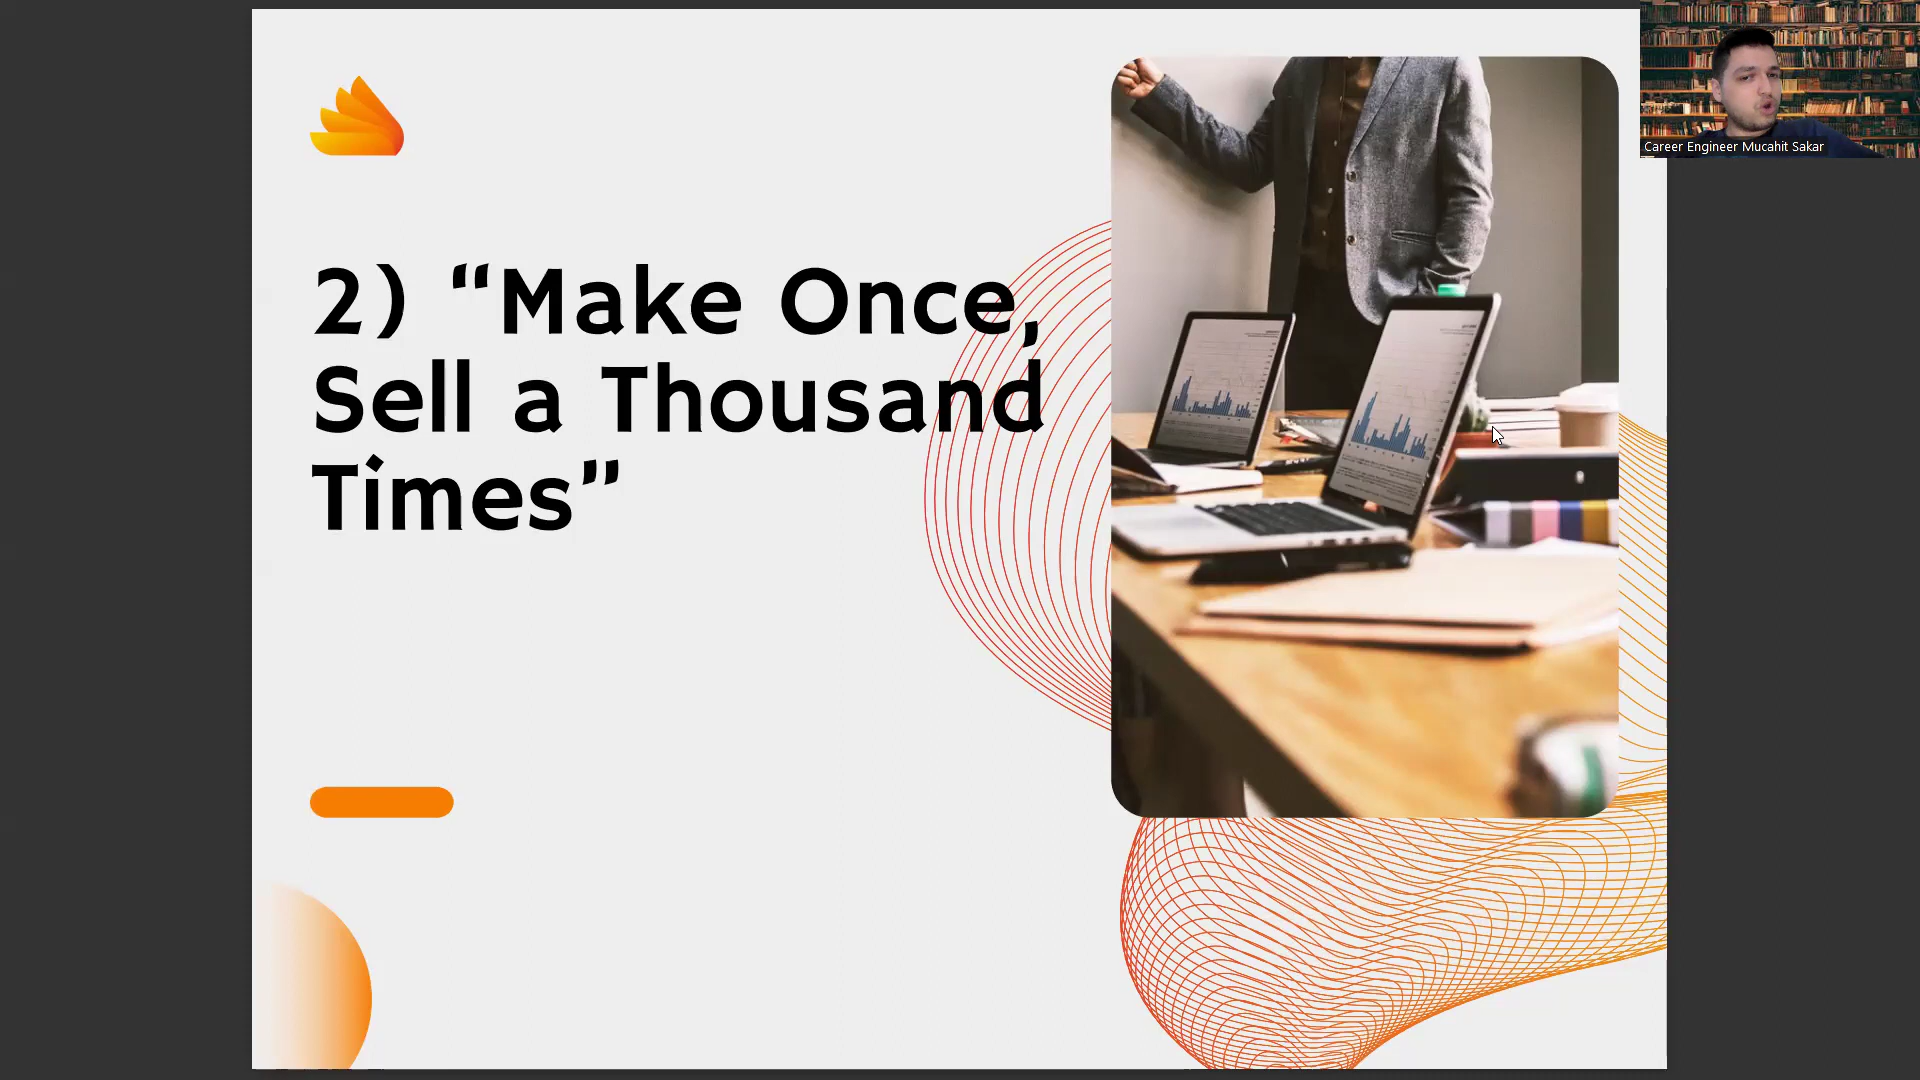 2) “Make Once,
Sell a Thousand
Times”
Career Engineer Mucahit Sakar